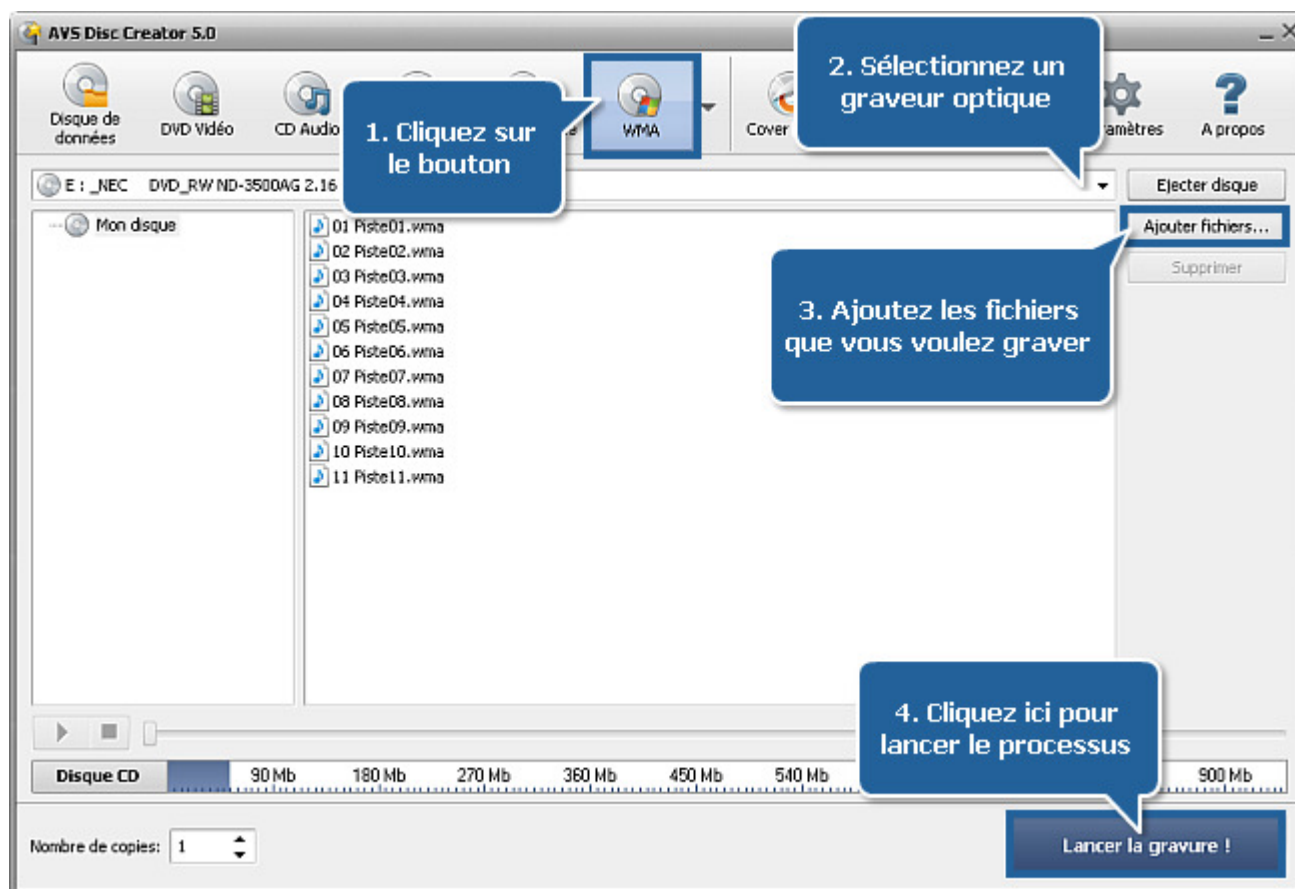 AVS Disc Creator 5.0
Disque de
données
DVD Vidéo
CD Audio
WMA
Cover
A propos
1. Cliquez sur
le bouton
2. Sélectionnez un
graveur optique
E : _NEC DVD_RW ND-3500AG 2.16
Ejecter disque
Mon disque
01 Piste01.wma
02 Piste02.wma
03 Piste03.wma
04 Piste04.wma
05 Piste05.wma
06 Piste06.wma
07 Piste07.wma
08 Piste08.wma
09 Piste09.wma
10 Piste10.wma
11 Piste11.wma
Ajouter fichiers...
Supprimer
3. Ajoutez les fichiers
que vous voulez graver
4. Cliquez ici pour
lancer le processus
Disque CD 90 Mb 180 Mb 270 Mb 360 Mb 450 Mb 540 Mb 900 Mb
Nombre de copies: 1
Lancer la gravure !